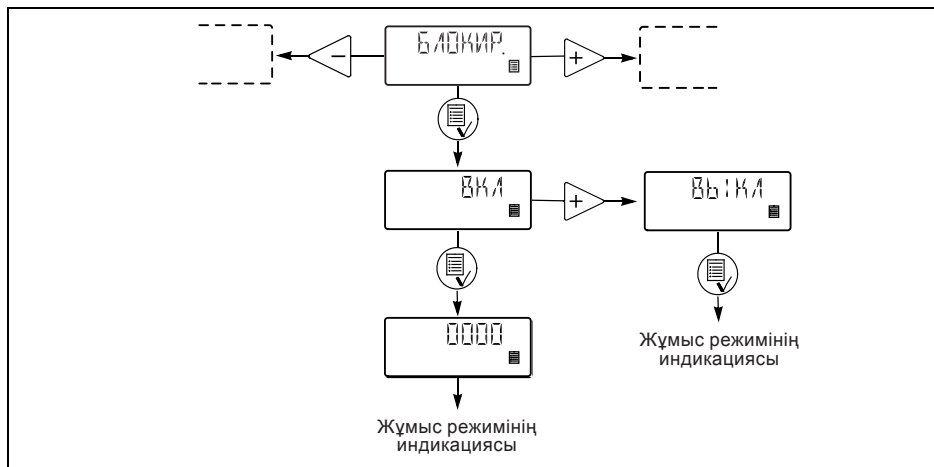 БЛОКИР.
ВКЛ
ВЫКЛ
0000
Жұмыс режимінің
индикациясы
Жұмыс режимінің
индикациясы